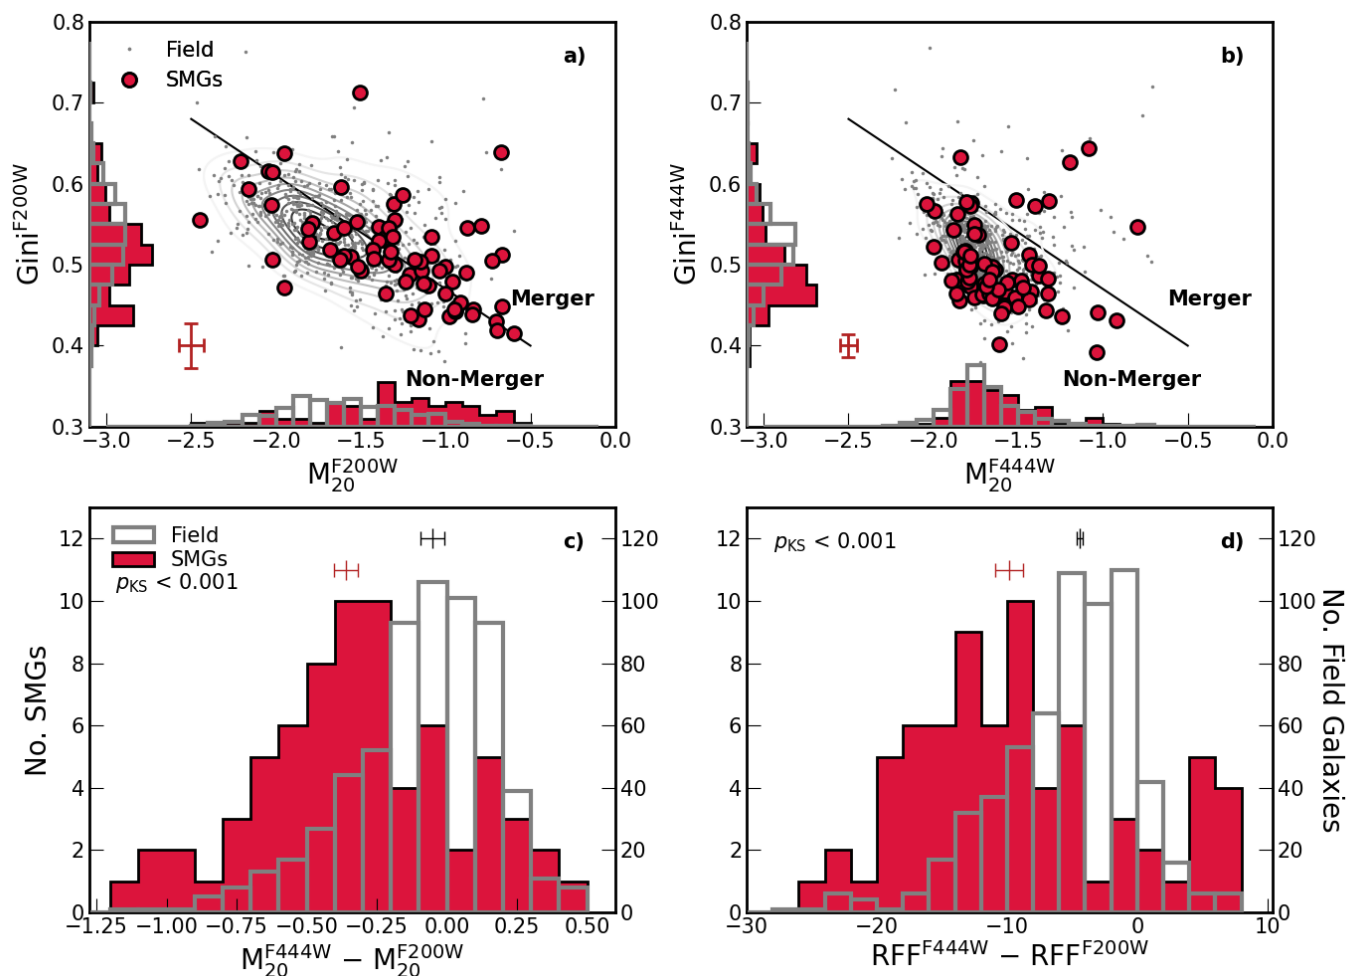 0.8
0.7
0.6
0.5
0.4
0.3
Gini^F200W
Field
SMGs
a)
Merger
Non-Merger
−3.0 −2.5 −2.0 −1.5 −1.0 −0.5 0.0
M_20^F200W
0.8
0.7
0.6
0.5
0.4
0.3
Gini^F444W
b)
Merger
Non-Merger
−3.0 −2.5 −2.0 −1.5 −1.0 −0.5 0.0
M_20^F444W
12
10
8
6
4
2
0
No. SMGs
Field
SMGs
p_KS < 0.001
c)
120
100
80
60
40
20
0
−1.25 −1.00 −0.75 −0.50 −0.25 0.00 0.25 0.50
M_20^F444W − M_20^F200W
12
10
8
6
4
2
0
p_KS < 0.001
d)
120
100
80
60
40
20
0
No. Field Galaxies
−30 −20 −10 0 10
RFF^F444W − RFF^F200W